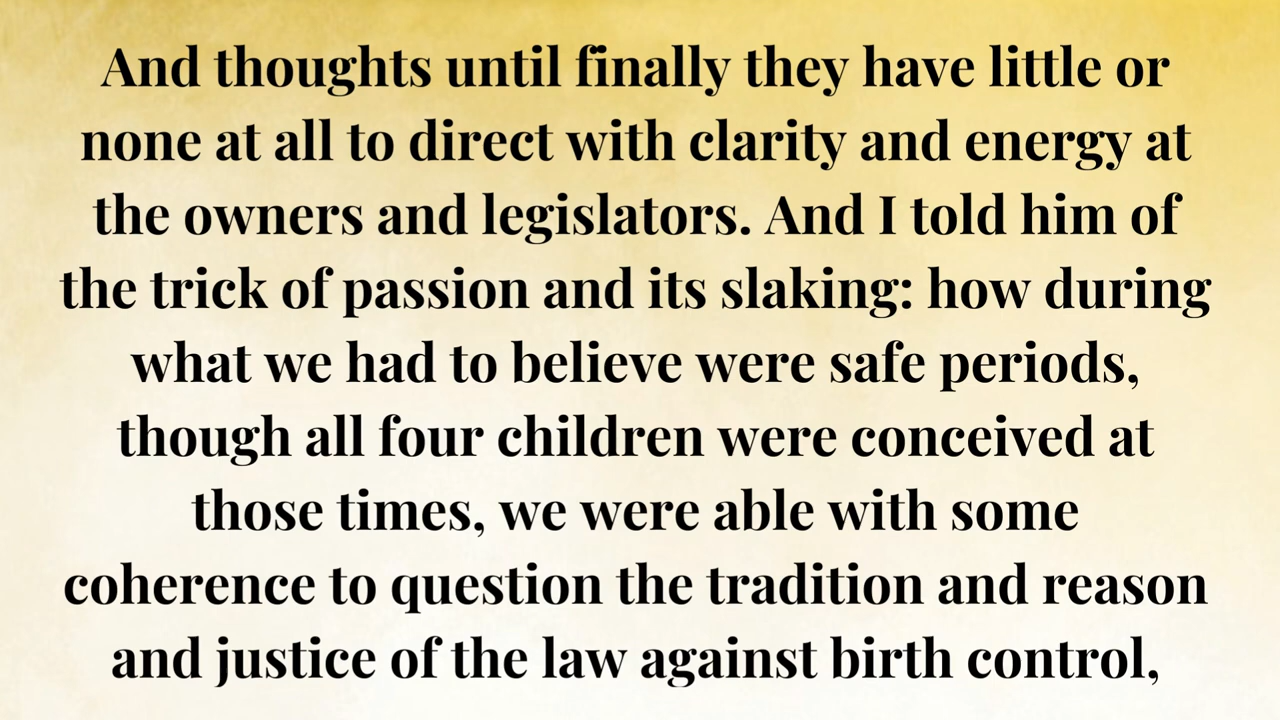 And thoughts until finally they have little or
none at all to direct with clarity and energy at
the owners and legislators. And I told him of
the trick of passion and its slaking: how during
what we had to believe were safe periods,
though all four children were conceived at
those times, we were able with some
coherence to question the tradition and reason
and justice of the law against birth control,